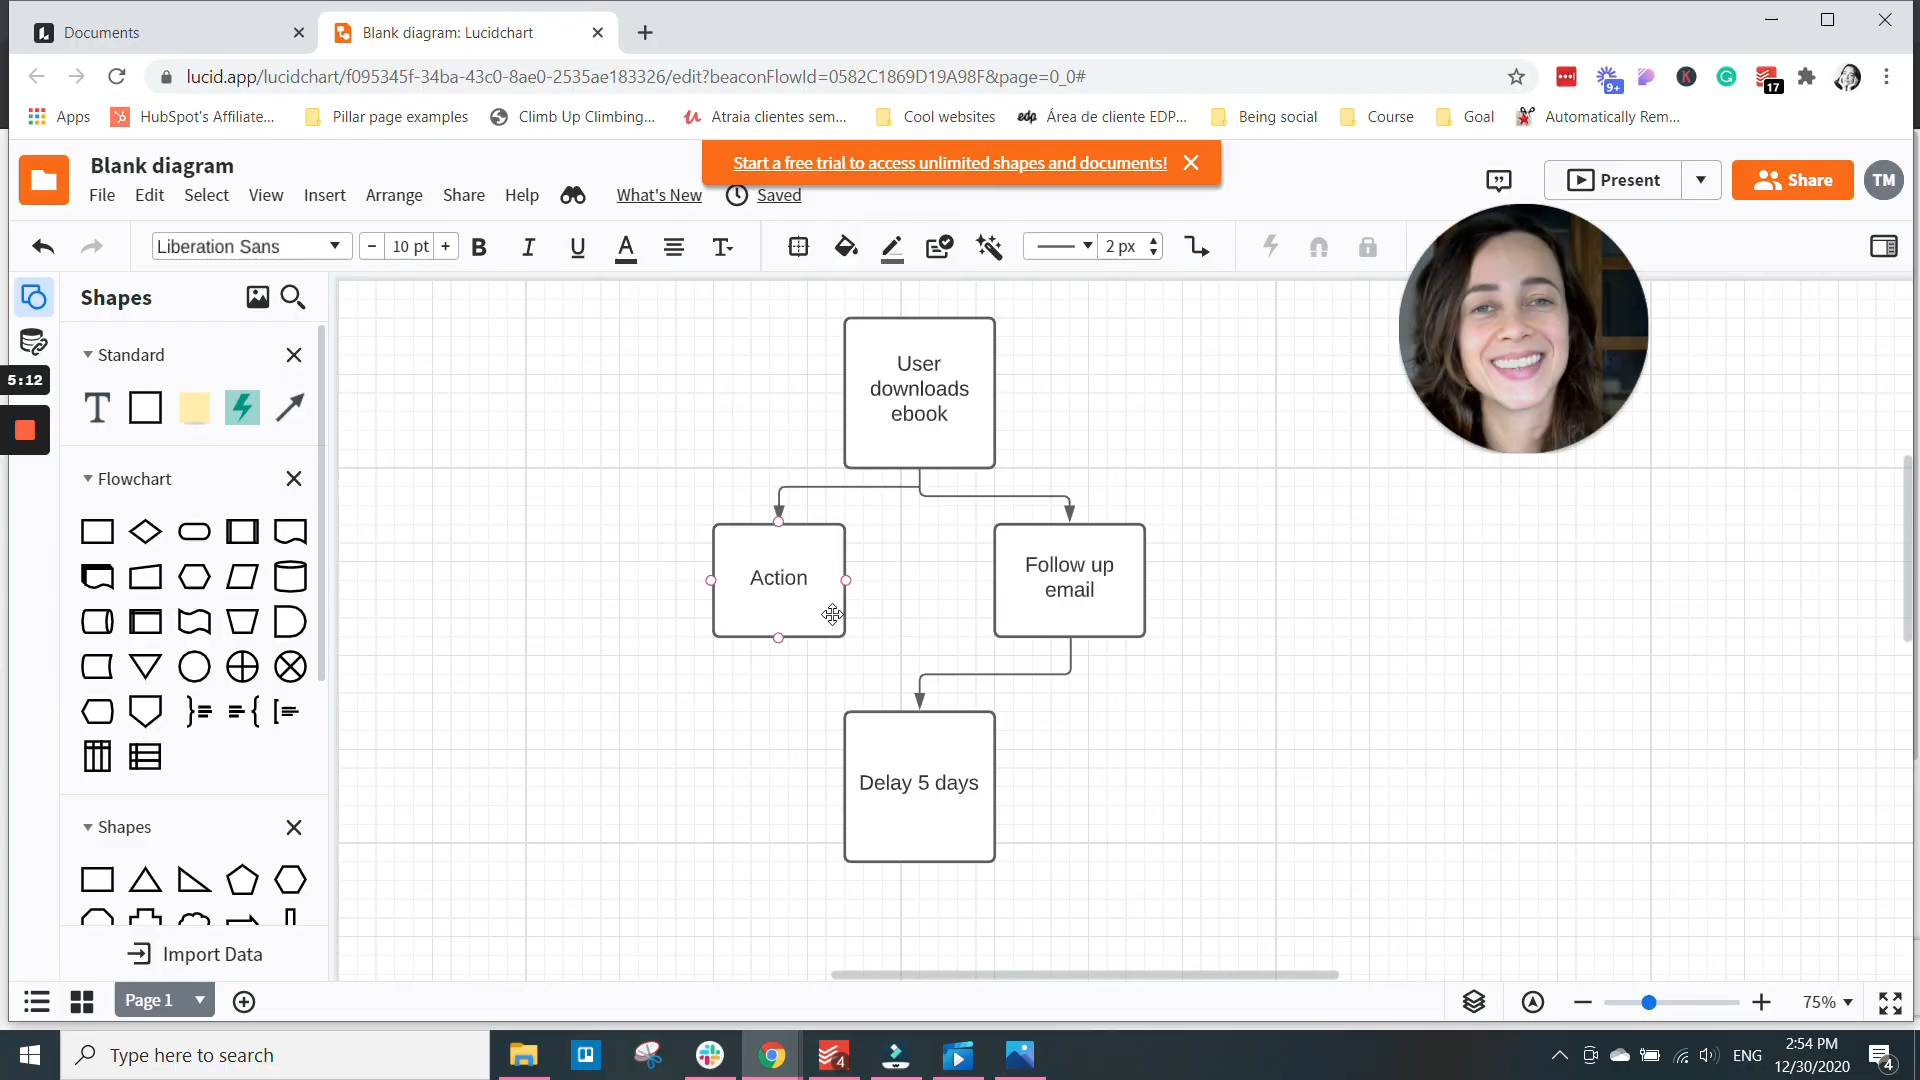 Documents
Blank diagram: Lucidchart
lucid.app/lucidchart/f095345f-34ba-43c0-8ae0-2535ae183326/edit?beaconFlowId=0582C1869D19A98F&page=0_0#
9+
K
17
Apps
HubSpot's Affiliate...
Pillar page examples
Climb Up Climbing...
Atraia clientes sem...
Cool websites
edp
Área de cliente EDP...
Being social
Course
Goal
Automatically Rem...
Blank diagram
Start a free trial to access unlimited shapes and documents!
File
Edit
Select
View
Insert
Arrange
Share
Help
What's New
Saved
Present
Share
TM
Liberation Sans
10 pt
B
I
U
A
T
2 px
Shapes
Standard
5:12
T
Flowchart
Shapes
Import Data
User
downloads
ebook
Action
Follow up
email
Delay 5 days
Page 1
75%
Type here to search
4
ENG
2:54 PM
12/30/2020
4